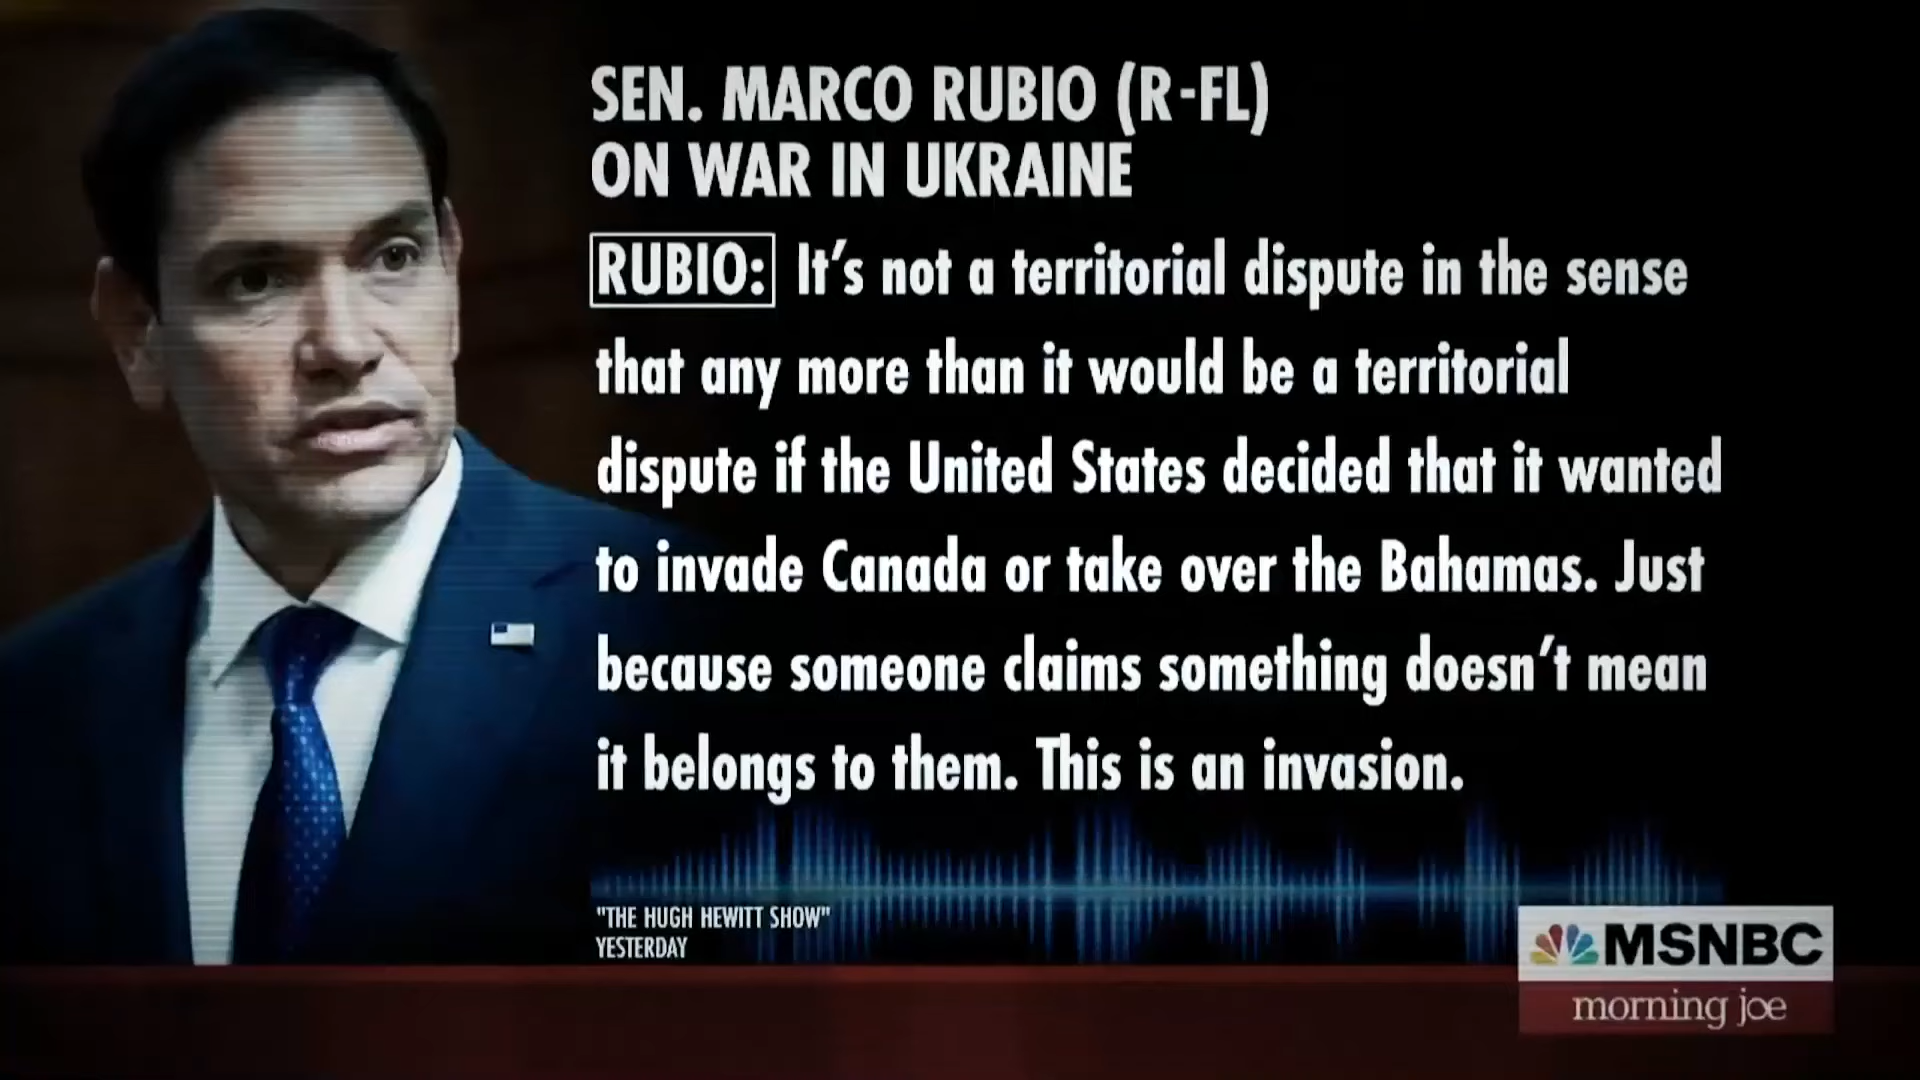 SEN. MARCO RUBIO (R-FL)
ON WAR IN UKRAINE
RUBIO: It's not a territorial dispute in the sense
that any more than it would be a territorial
dispute if the United States decided that it wanted
to invade Canada or take over the Bahamas. Just
because someone claims something doesn't mean
it belongs to them. This is an invasion.
"THE HUGH HEWITT SHOW"
YESTERDAY
MSNBC
morning joe